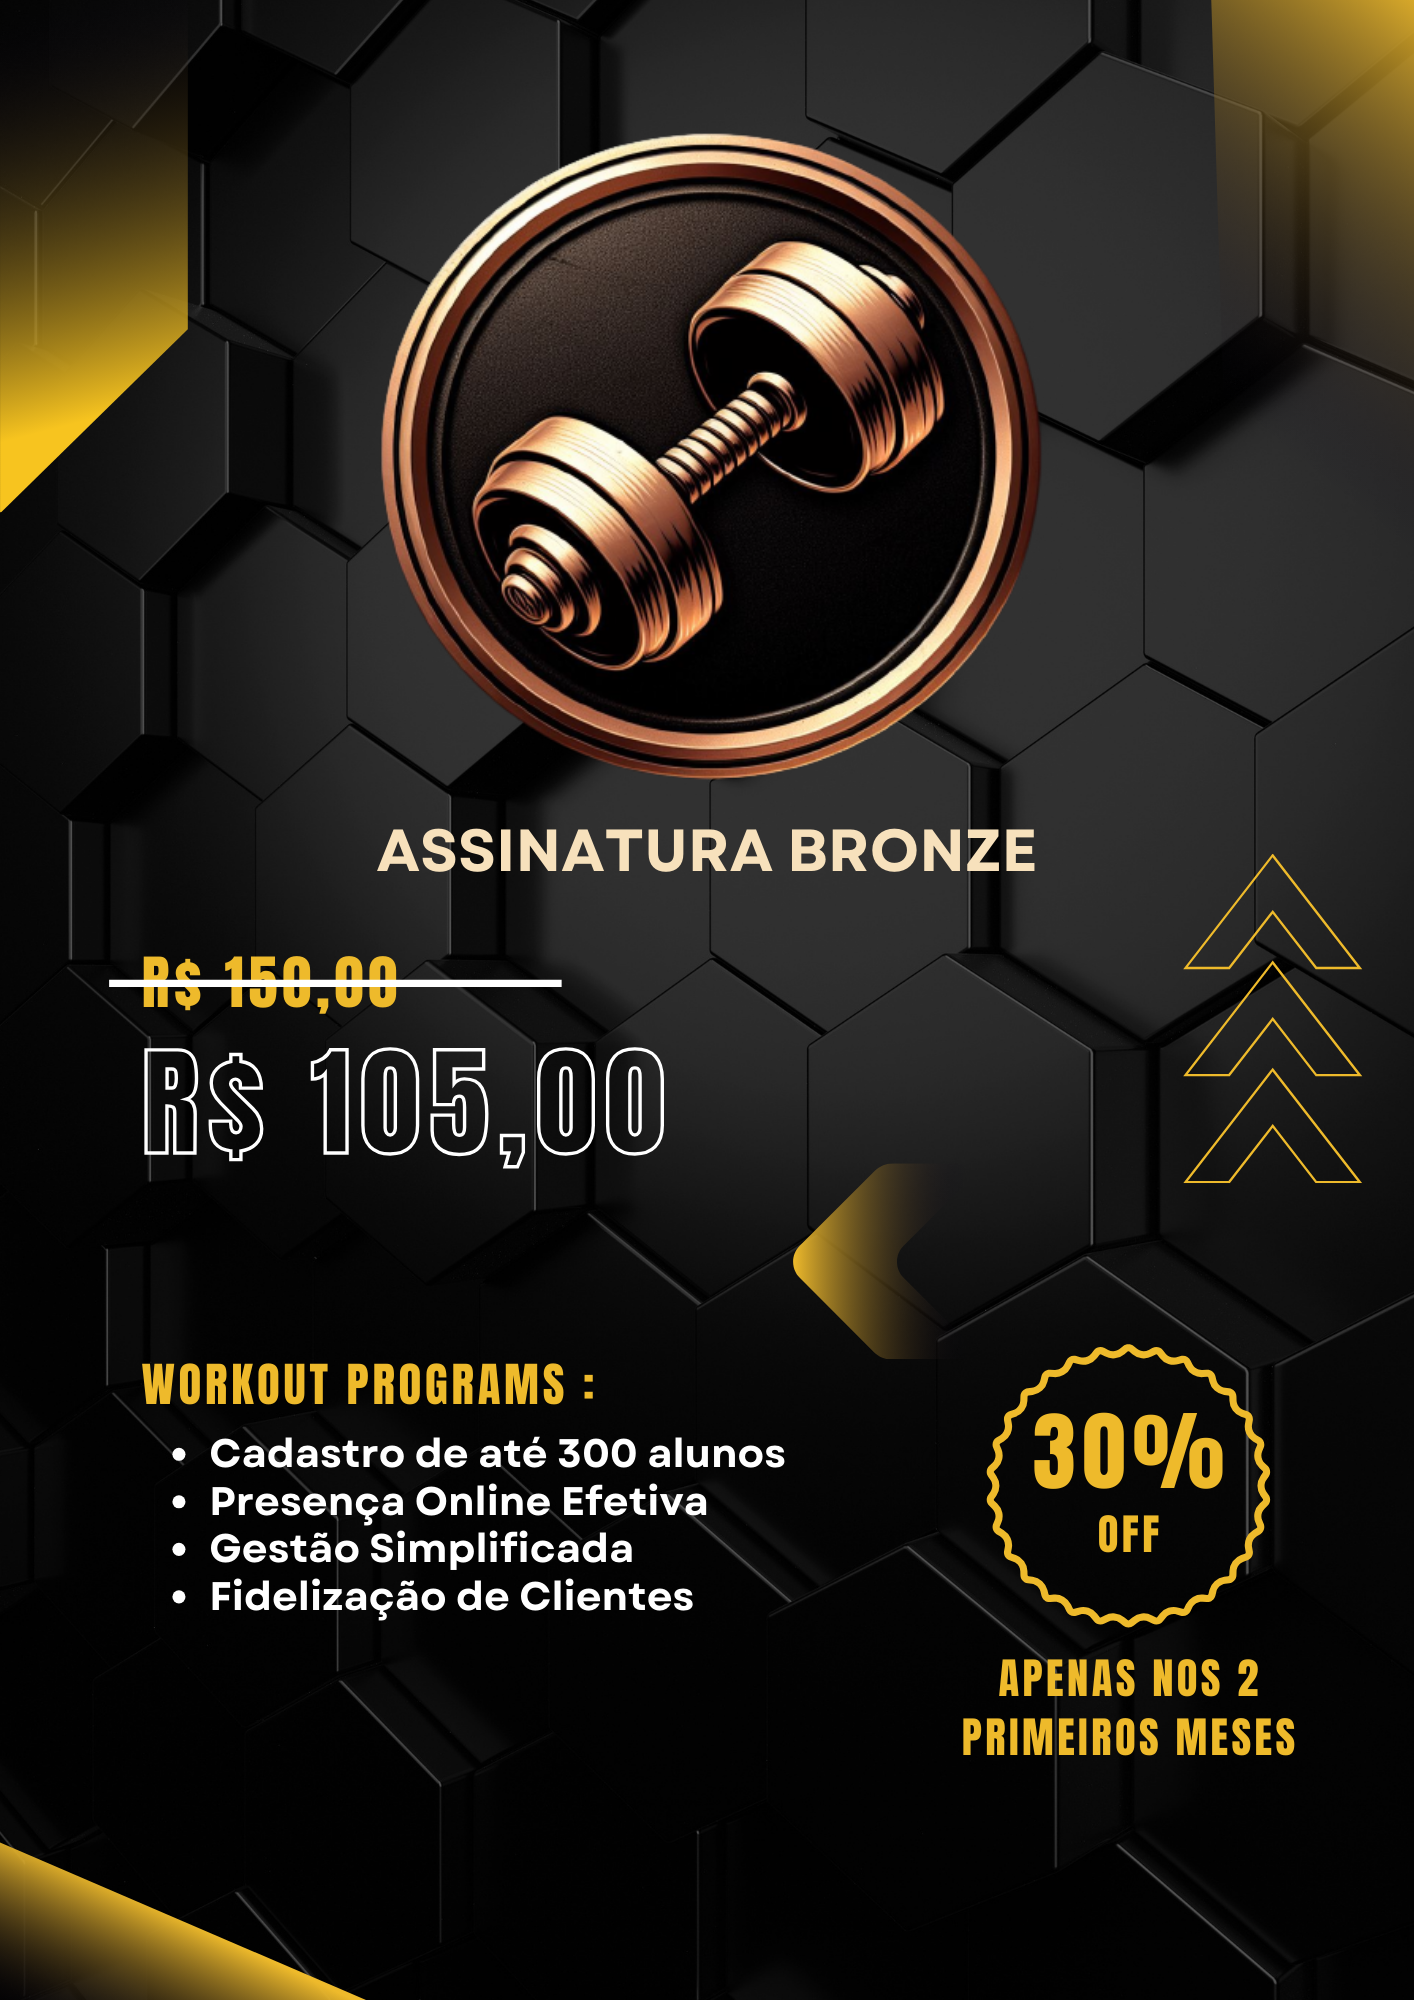 ASSINATURA BRONZE
R$ 150,00
R$ 105,00
WORKOUT PROGRAMS :
• Cadastro de até 300 alunos
• Presença Online Efetiva
• Gestão Simplificada
• Fidelização de Clientes
30%
OFF
APENAS NOS 2
PRIMEIROS MESES